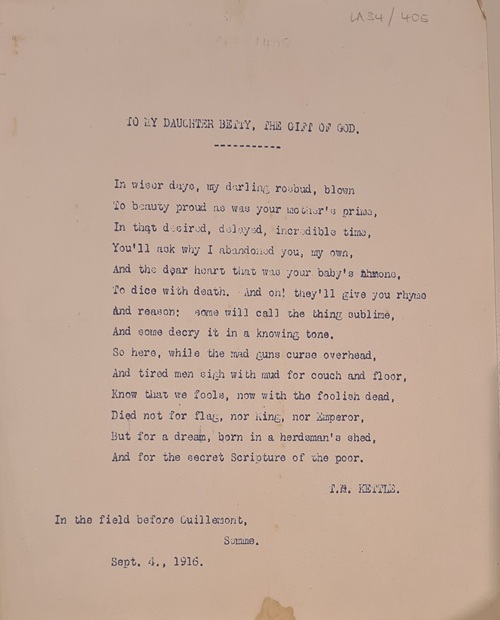 LA34/405
TO MY DAUGHTER BETTY, THE GIFT OF GOD.
-----------
In wiser days, my darling rosbud, blown
To beauty proud as was your mother's prime,
In that desired, delayed, incredible time,
You'll ask why I abandoned you, my own,
And the dear heart that was your baby's throne,
To dice with death. And oh! they'll give you rhyme
And reason: some will call the thing sublime,
And some decry it in a knowing tone.
So here, while the mad guns curse overhead,
And tired men sigh with mud for couch and floor,
Know that we fools, now with the foolish dead,
Died not for flag, nor King, nor Emperor,
But for a dream, born in a herdsman's shed,
And for the secret Scripture of the poor.
T.M. KETTLE.
In the field before Guillemont,
Somme.
Sept. 4., 1916.